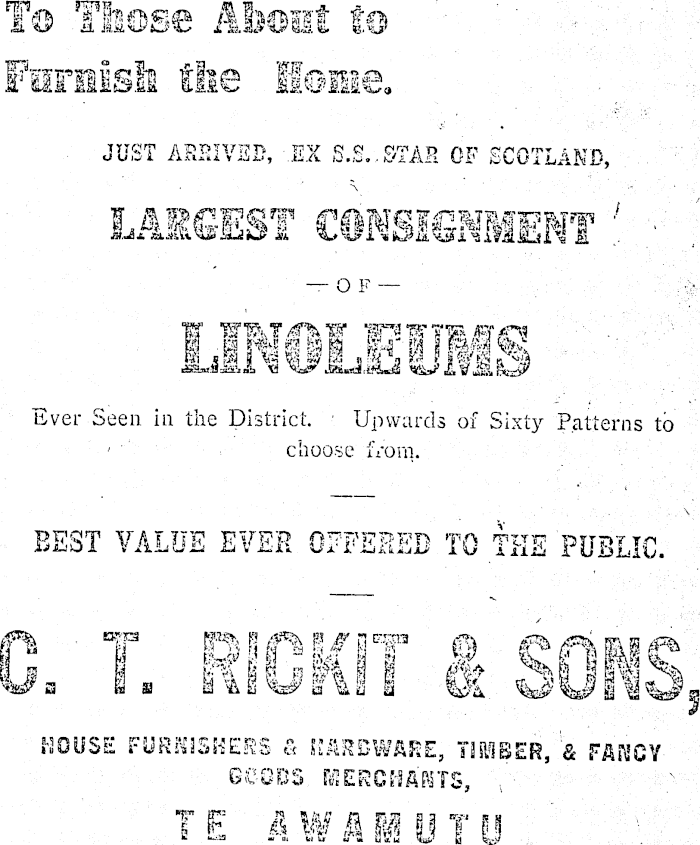 To Those About to
Furnish the Home.
JUST ARRIVED, EX S.S. STAR OF SCOTLAND,
LARGEST CONSIGNMENT
— OF —
LINOLEUMS
Ever Seen in the District. Upwards of Sixty Patterns to
choose from.
BEST VALUE EVER OFFERED TO THE PUBLIC.
C. T. RICKIT & SONS,
HOUSE FURNISHERS & HARDWARE, TIMBER, & FANCY
GOODS MERCHANTS,
TE AWAMUTU